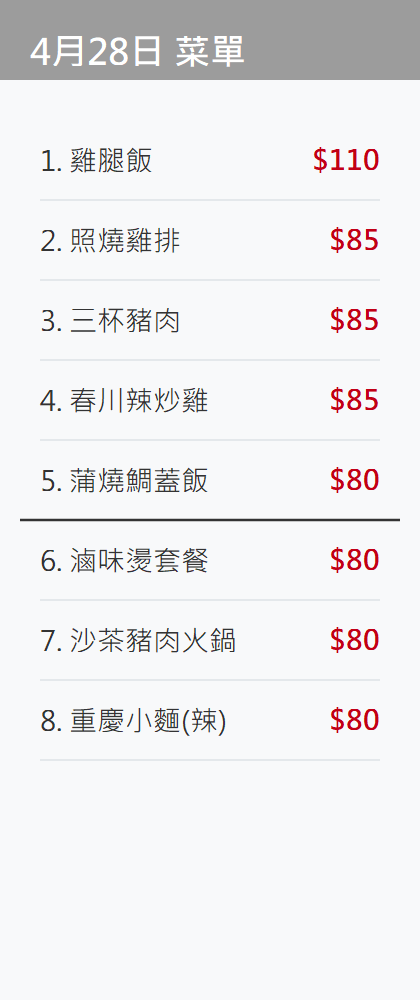 4月28日 菜單
1. 雞腿飯 $110
2. 照燒雞排 $85
3. 三杯豬肉 $85
4. 春川辣炒雞 $85
5. 蒲燒鯛蓋飯 $80
6. 滷味燙套餐 $80
7. 沙茶豬肉火鍋 $80
8. 重慶小麵(辣) $80